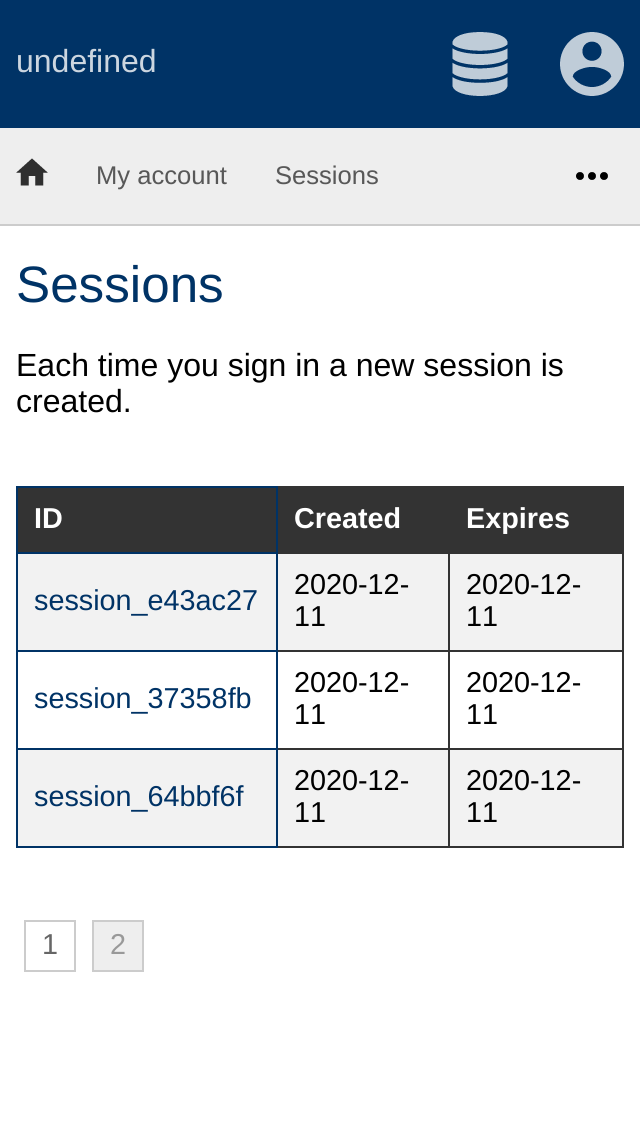 undefined
My account Sessions
Sessions
Each time you sign in a new session is
created.
ID Created Expires
session_e43ac27 2020-12-11 2020-12-11
session_37358fb 2020-12-11 2020-12-11
session_64bbf6f 2020-12-11 2020-12-11
1 2